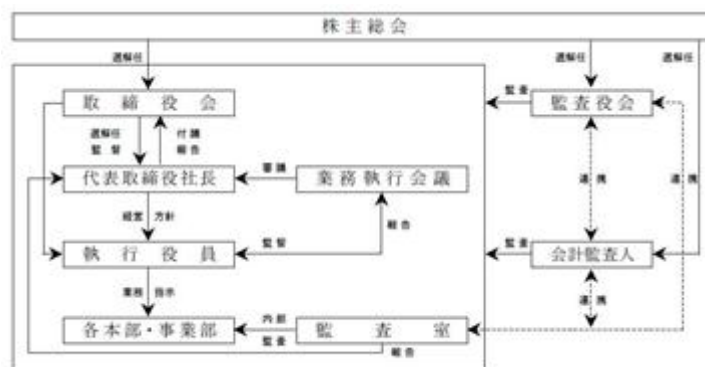 株主総会
選解任
選解任
選解任
取締役会
監査
監査役会
選解任
監督
付議
報告
代表取締役社長
審議
業務執行会議
連携
連携
経営 方針
報告
執行役員
監督
監査
会計監査人
業務 指示
連携
各本部・事業部
内部
監査
監査室
報告